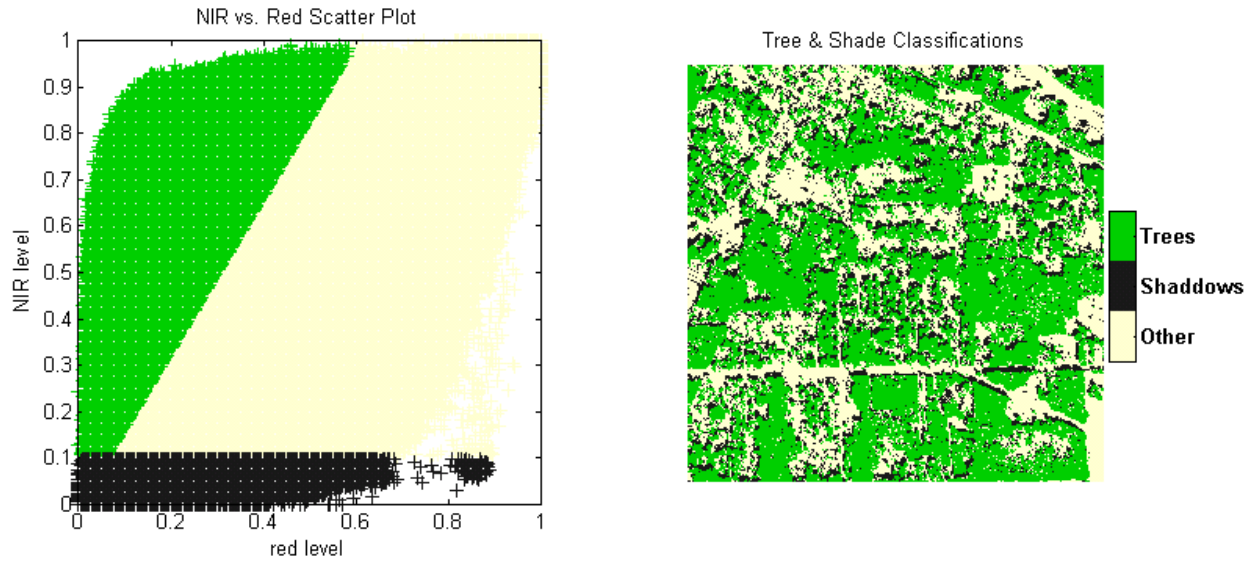 NIR vs. Red Scatter Plot
1
0.9
0.8
0.7
0.6
0.5
0.4
0.3
0.2
0.1
0
NIR level
0
0.2
0.4
0.6
0.8
1
red level
Tree & Shade Classifications
Trees
Shaddows
Other